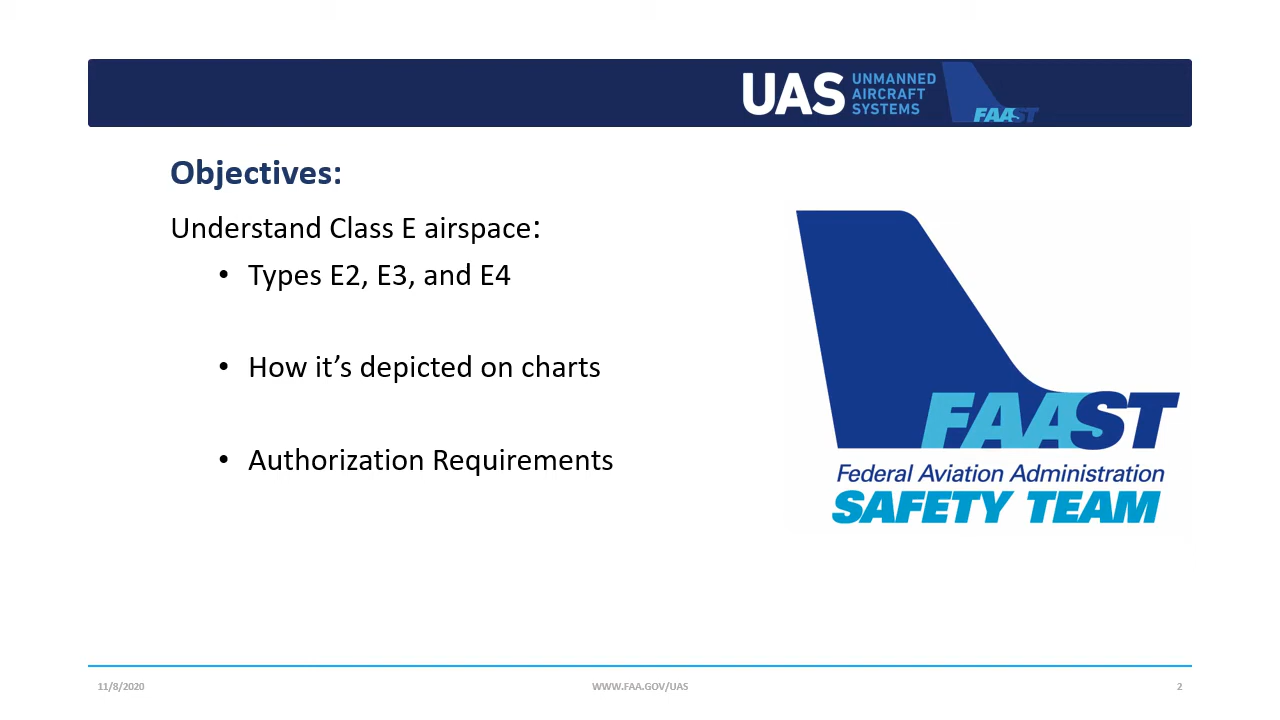 UAS UNMANNED
AIRCRAFT
SYSTEMS
FAAST
Objectives:
Understand Class E airspace:
• Types E2, E3, and E4
• How it’s depicted on charts
• Authorization Requirements
FAAST
Federal Aviation Administration
SAFETY TEAM
11/8/2020
WWW.FAA.GOV/UAS
2